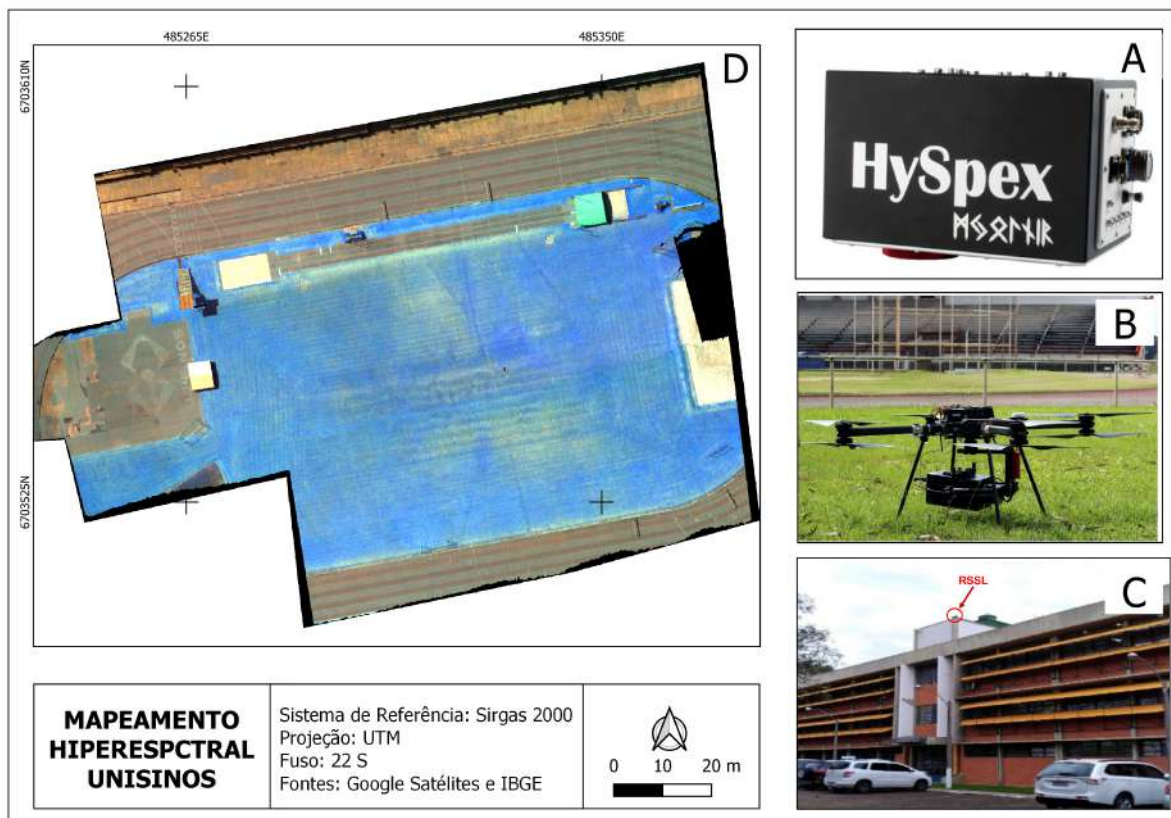 485265E
485350E
6703610N
6703525N
D
A
HySpex
ᛗᛃᛟᛚᚾᛁᚱ
B
RSSL
C
MAPEAMENTO
HIPERESPCTRAL
UNISINOS
Sistema de Referência: Sirgas 2000
Projeção: UTM
Fuso: 22 S
Fontes: Google Satélites e IBGE
0 10 20 m